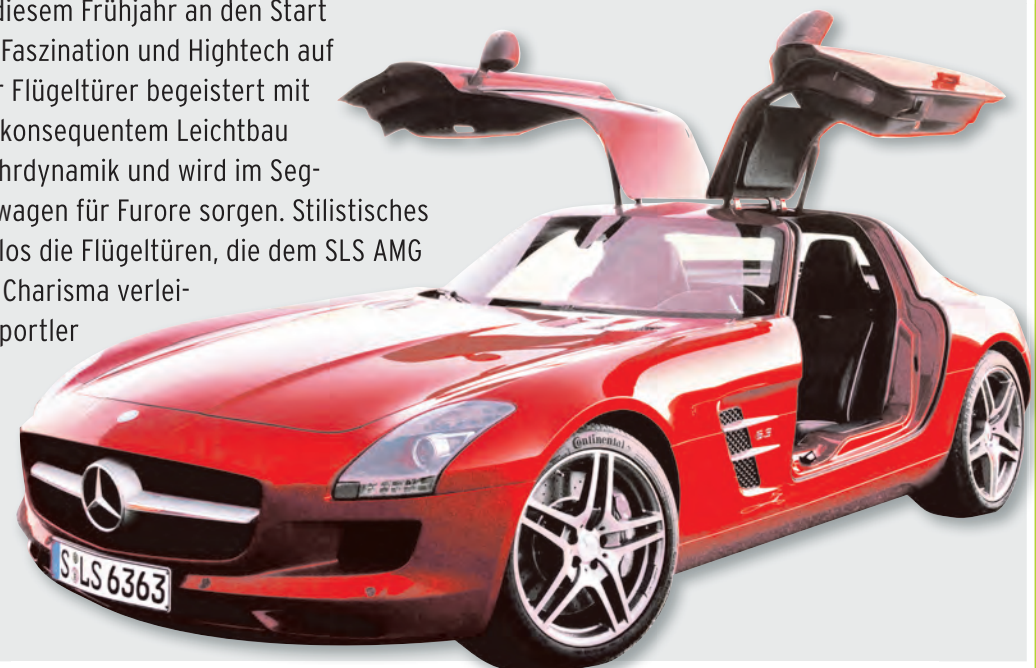 diesem Frühjahr an den Start
Faszination und Hightech auf
r Flügeltürer begeistert mit
konsequentem Leichtbau
hrdynamik und wird im Seg-
wagen für Furore sorgen. Stilistisches
los die Flügeltüren, die dem SLS AMG
Charisma verlei-
portler
Continental
S LS 6363